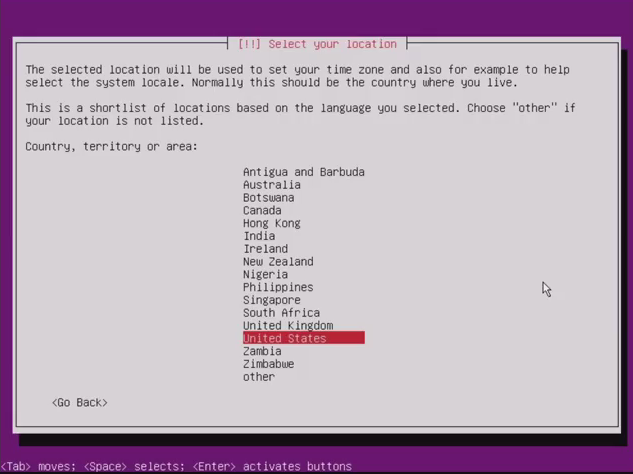 [!!] Select your location
The selected location will be used to set your time zone and also for example to help
select the system locale. Normally this should be the country where you live.
This is a shortlist of locations based on the language you selected. Choose "other" if
your location is not listed.
Country, territory or area:
Antigua and Barbuda
Australia
Botswana
Canada
Hong Kong
India
Ireland
New Zealand
Nigeria
Philippines
Singapore
South Africa
United Kingdom
United States
Zambia
Zimbabwe
other
<Go Back>
<Tab> moves; <Space> selects; <Enter> activates buttons